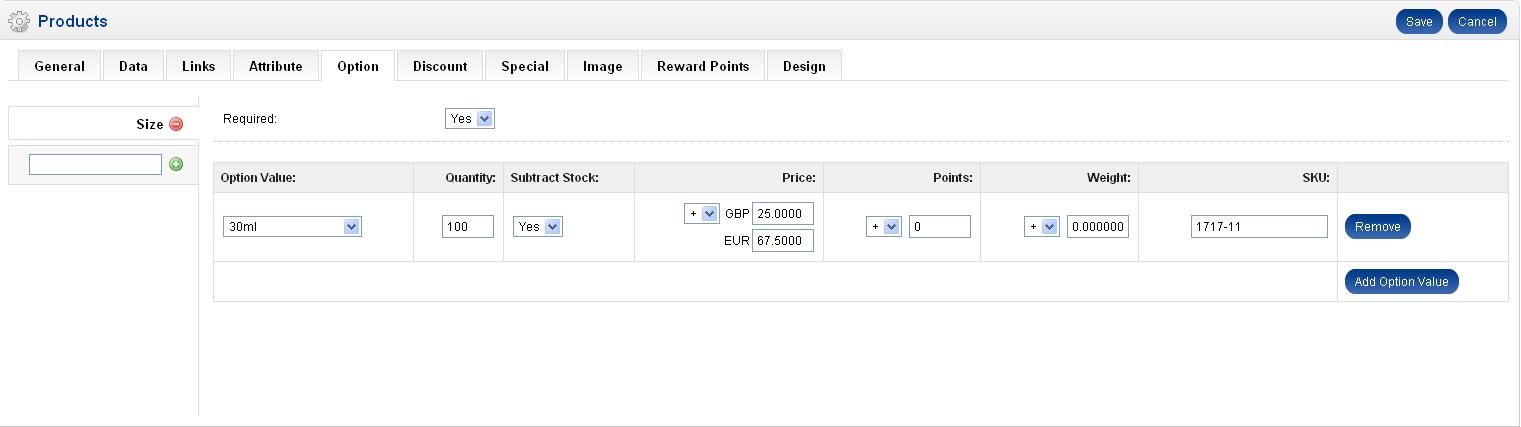 Products Save Cancel
General Data Links Attribute Option Discount Special Image Reward Points Design
Size
Required: Yes
Option Value: Quantity: Subtract Stock: Price: Points: Weight: SKU:
30ml 100 Yes + GBP 25.0000 + 0 + 0.000000 1717-11 Remove
EUR 67.5000
Add Option Value